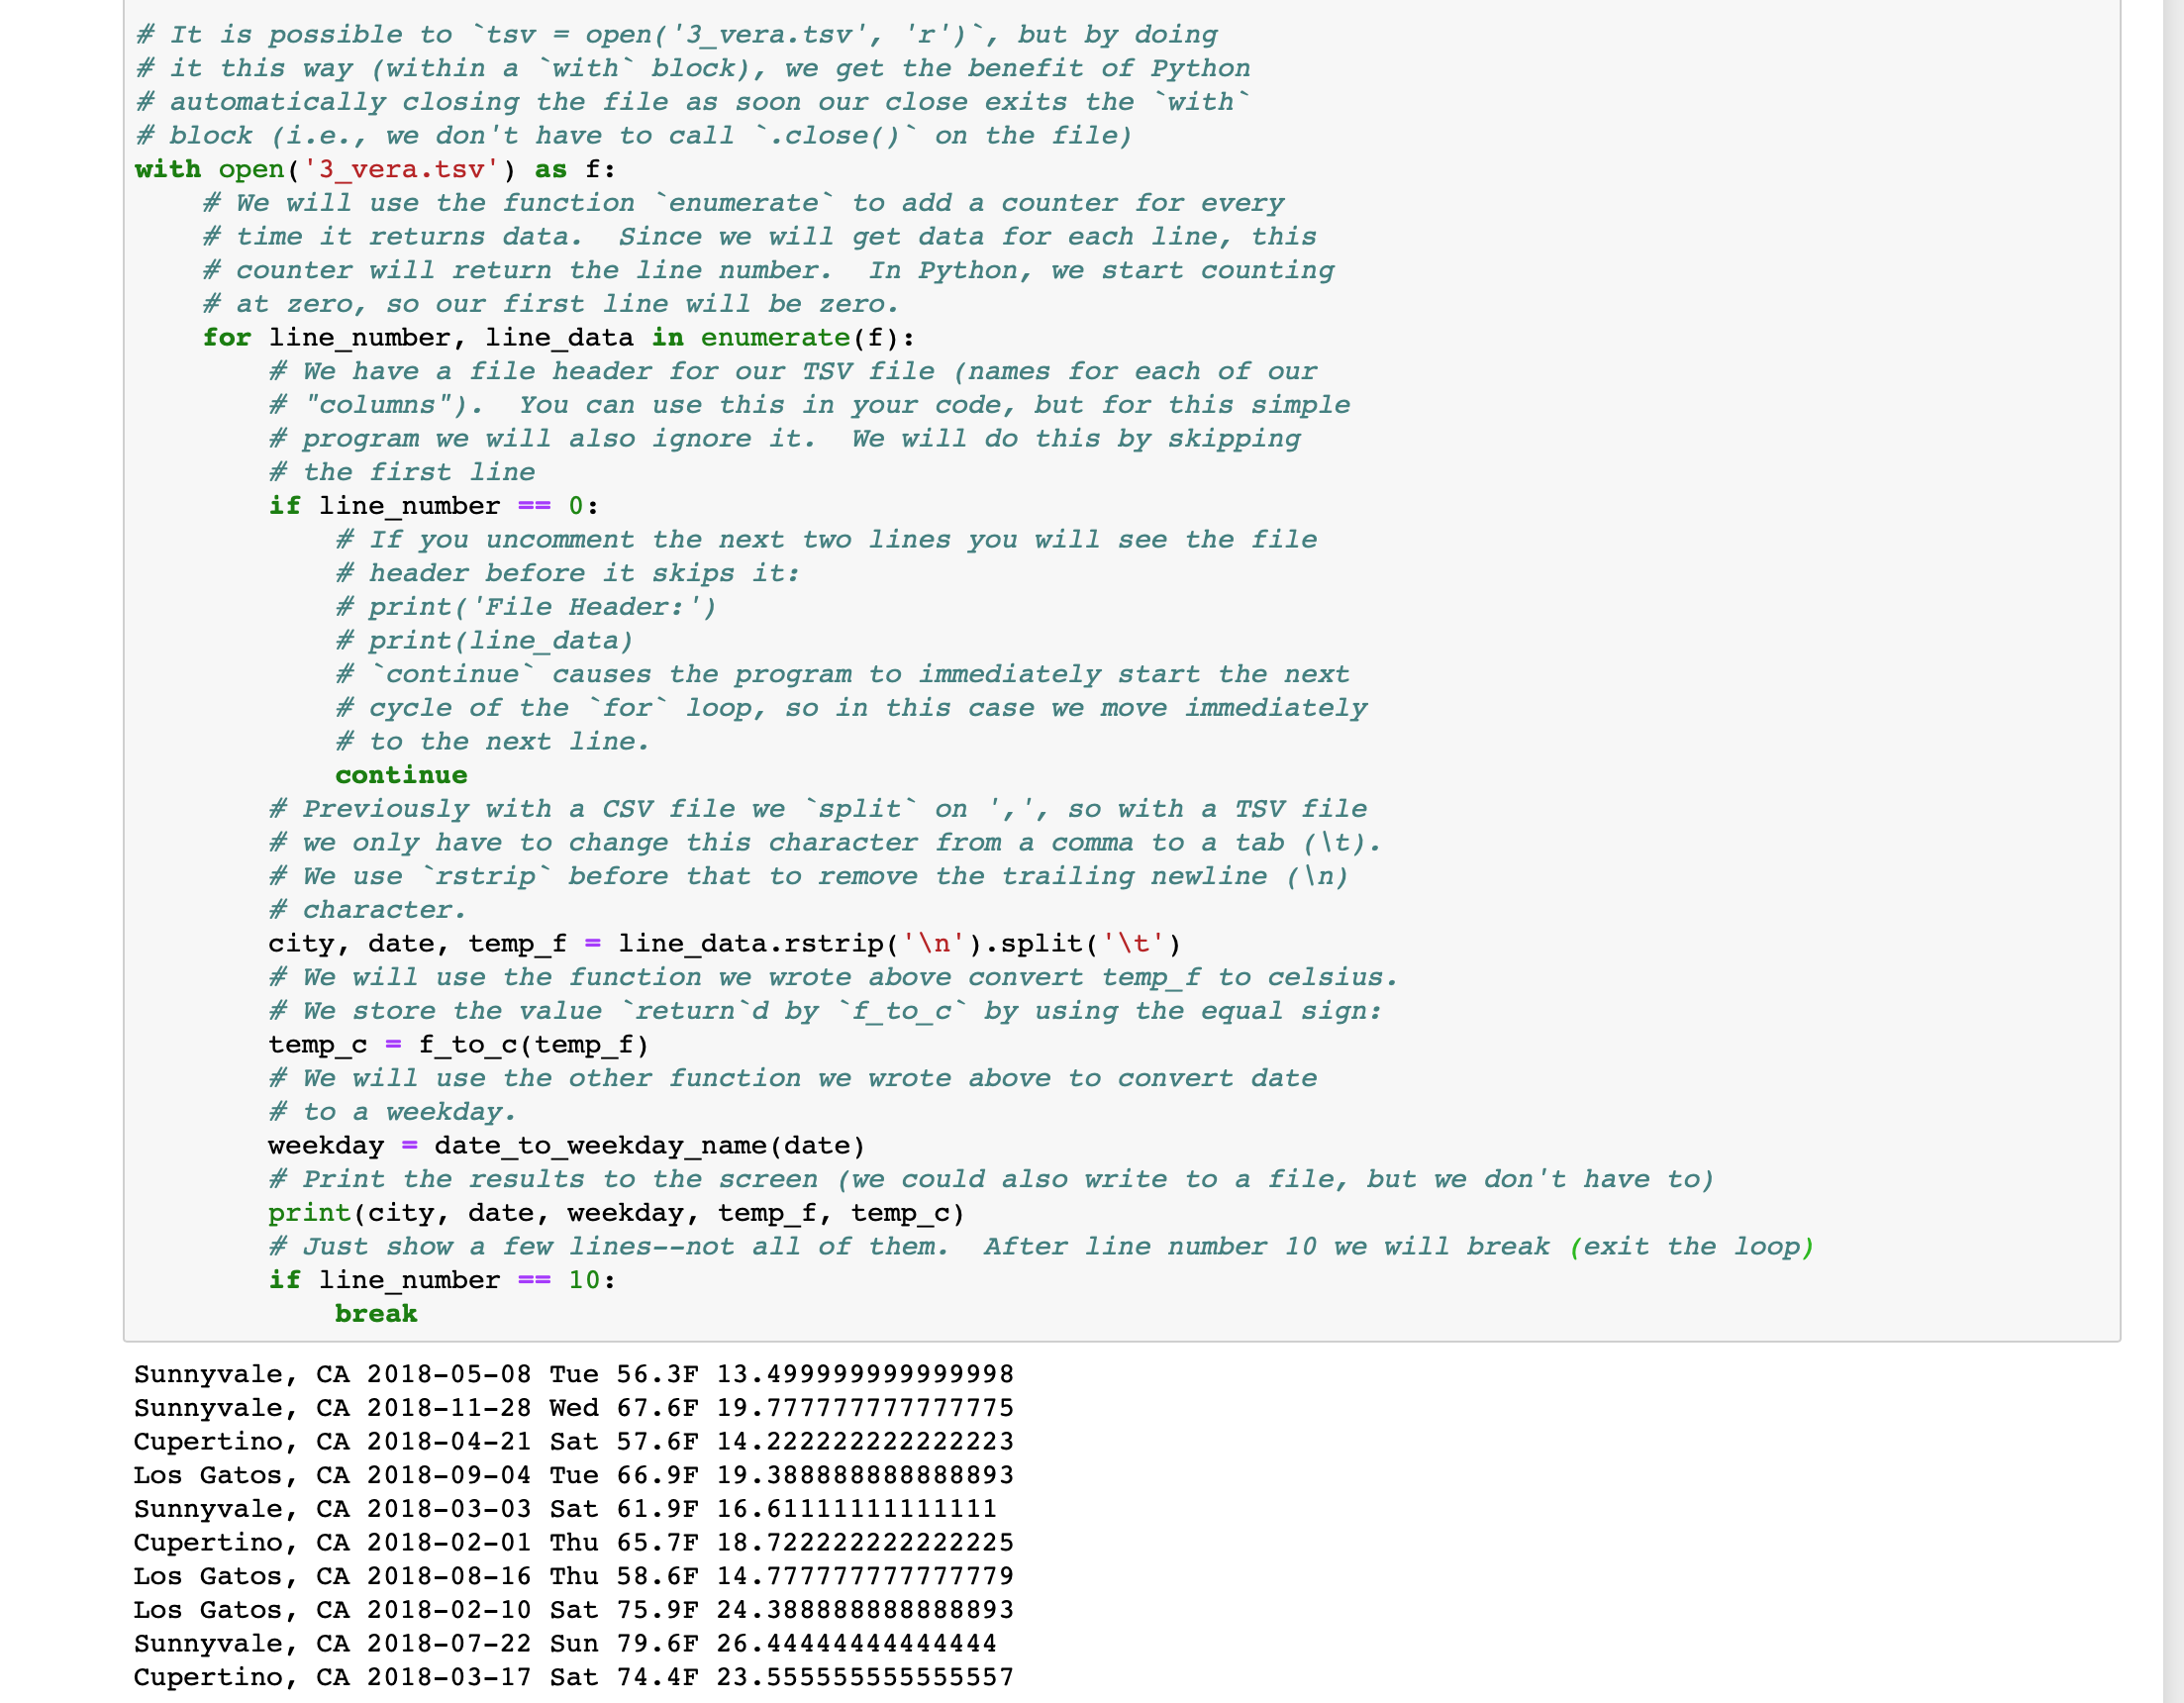 # It is possible to `tsv = open('3_vera.tsv', 'r')`, but by doing
# it this way (within a `with` block), we get the benefit of Python
# automatically closing the file as soon our close exits the `with`
# block (i.e., we don't have to call `.close()` on the file)
with open('3_vera.tsv') as f:
    # We will use the function `enumerate` to add a counter for every
    # time it returns data.  Since we will get data for each line, this
    # counter will return the line number.  In Python, we start counting
    # at zero, so our first line will be zero.
    for line_number, line_data in enumerate(f):
        # We have a file header for our TSV file (names for each of our
        # "columns").  You can use this in your code, but for this simple
        # program we will also ignore it.  We will do this by skipping
        # the first line
        if line_number == 0:
            # If you uncomment the next two lines you will see the file
            # header before it skips it:
            # print('File Header:')
            # print(line_data)
            # `continue` causes the program to immediately start the next
            # cycle of the `for` loop, so in this case we move immediately
            # to the next line.
            continue
        # Previously with a CSV file we `split` on ',', so with a TSV file
        # we only have to change this character from a comma to a tab (\t).
        # We use `rstrip` before that to remove the trailing newline (\n)
        # character.
        city, date, temp_f = line_data.rstrip('\n').split('\t')
        # We will use the function we wrote above convert temp_f to celsius.
        # We store the value `return`d by `f_to_c` by using the equal sign:
        temp_c = f_to_c(temp_f)
        # We will use the other function we wrote above to convert date
        # to a weekday.
        weekday = date_to_weekday_name(date)
        # Print the results to the screen (we could also write to a file, but we don't have to)
        print(city, date, weekday, temp_f, temp_c)
        # Just show a few lines--not all of them.  After line number 10 we will break (exit the loop)
        if line_number == 10:
            break
Sunnyvale, CA 2018-05-08 Tue 56.3F 13.499999999999998
Sunnyvale, CA 2018-11-28 Wed 67.6F 19.777777777777775
Cupertino, CA 2018-04-21 Sat 57.6F 14.222222222222223
Los Gatos, CA 2018-09-04 Tue 66.9F 19.388888888888893
Sunnyvale, CA 2018-03-03 Sat 61.9F 16.61111111111111
Cupertino, CA 2018-02-01 Thu 65.7F 18.722222222222225
Los Gatos, CA 2018-08-16 Thu 58.6F 14.777777777777779
Los Gatos, CA 2018-02-10 Sat 75.9F 24.388888888888893
Sunnyvale, CA 2018-07-22 Sun 79.6F 26.44444444444444
Cupertino, CA 2018-03-17 Sat 74.4F 23.555555555555557